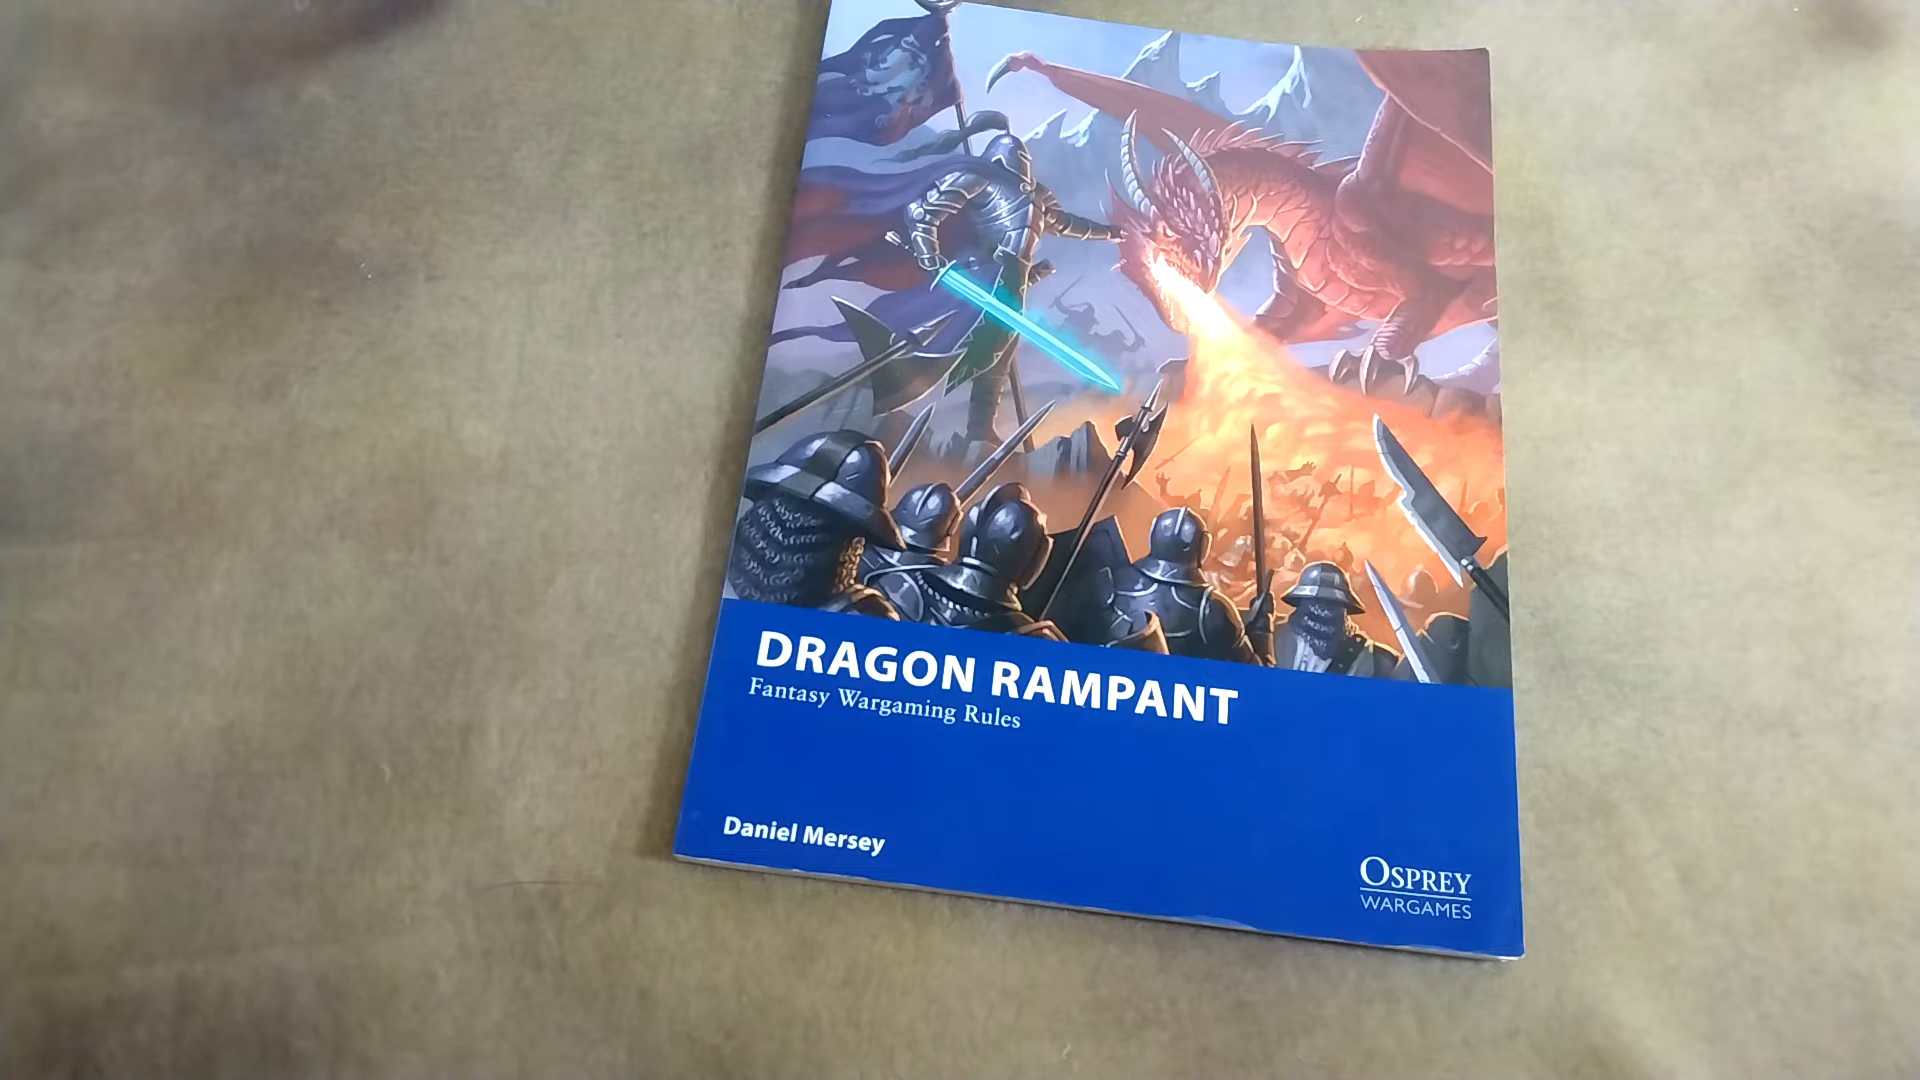 DRAGON RAMPANT
Fantasy Wargaming Rules
Daniel Mersey
OSPREY
WARGAMES